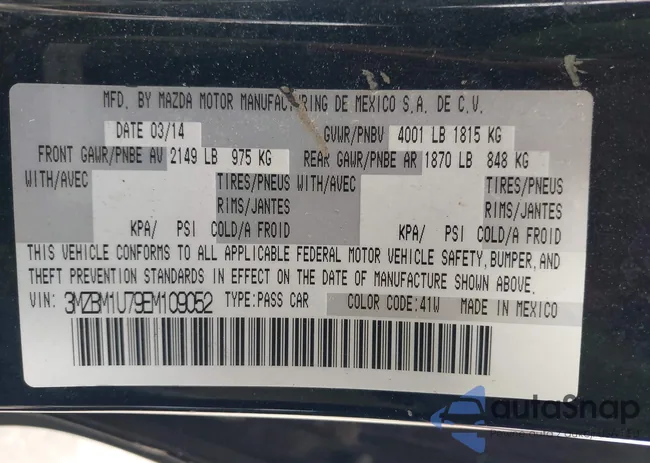 MFD. BY MAZDA MOTOR MANUFACTURING DE MEXICO S.A. DE C.V.
DATE 03/14 GVWR/PNBV 4001 LB 1815 KG
FRONT GAWR/PNBE AV 2149 LB 975 KG REAR GAWR/PNBE AR 1870 LB 848 KG
WITH/AVEC TIRES/PNEUS WITH/AVEC TIRES/PNEUS
RIMS/JANTES RIMS/JANTES
KPA/ PSI COLD/A FROID KPA/ PSI COLD/A FROID
THIS VEHICLE CONFORMS TO ALL APPLICABLE FEDERAL MOTOR VEHICLE SAFETY, BUMPER, AND
THEFT PREVENTION STANDARDS IN EFFECT ON THE DATE OF MANUFACTURE SHOWN ABOVE.
VIN: 3MZBM1U79EM109052 TYPE:PASS CAR COLOR CODE:41W MADE IN MEXICO
autoSnap